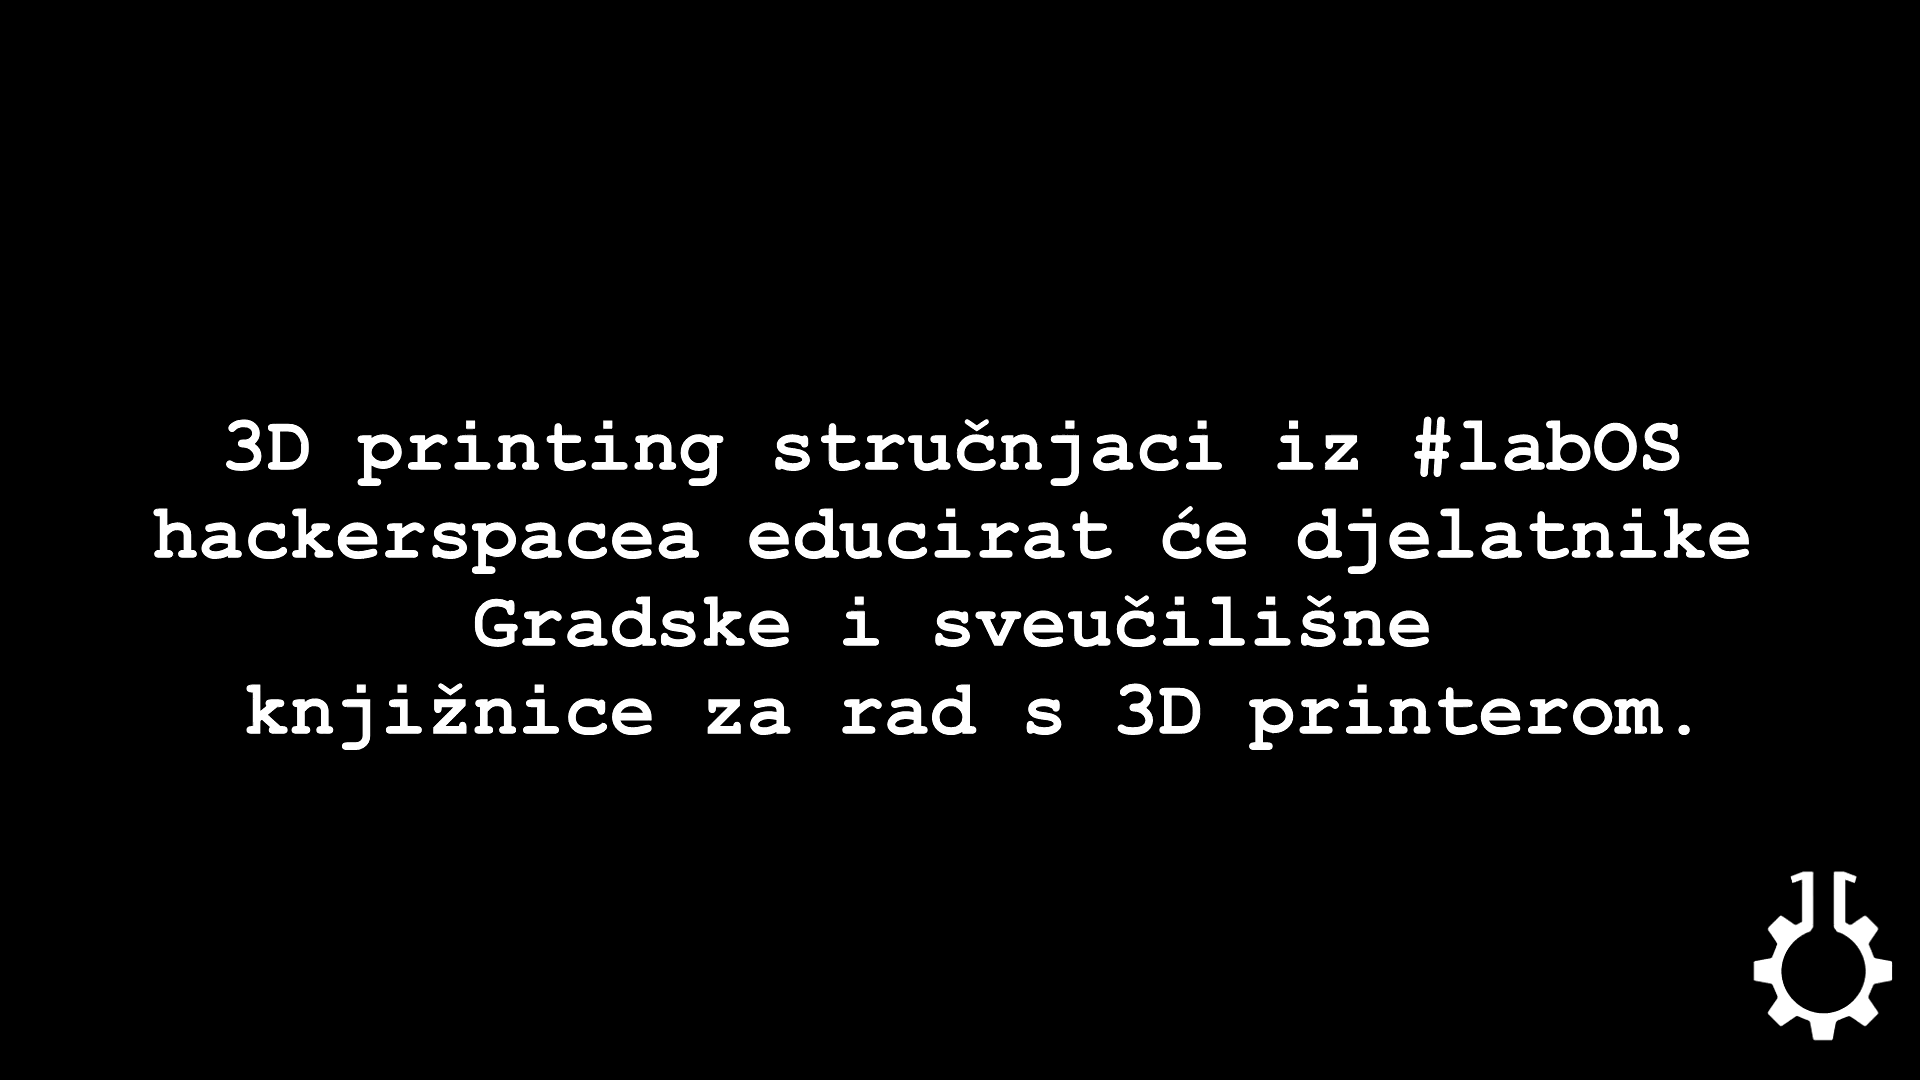 3D printing stručnjaci iz #labOS
hackerspacea educirat će djelatnike
Gradske i sveučilišne
knjižnice za rad s 3D printerom.